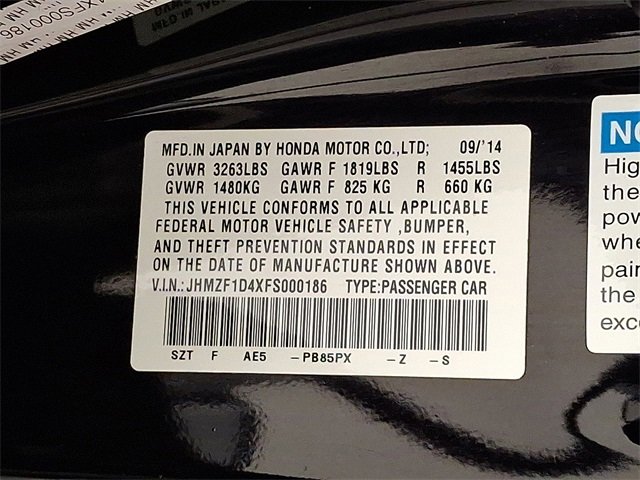 4XFS000186
MFD.IN JAPAN BY HONDA MOTOR CO.,LTD; 09/'14
GVWR 3263LBS GAWR F 1819LBS R 1455LBS
GVWR 1480KG GAWR F 825 KG R 660 KG
THIS VEHICLE CONFORMS TO ALL APPLICABLE
FEDERAL MOTOR VEHICLE SAFETY ,BUMPER,
AND THEFT PREVENTION STANDARDS IN EFFECT
ON THE DATE OF MANUFACTURE SHOWN ABOVE.
V.I.N.:JHMZF1D4XFS000186 TYPE:PASSENGER CAR
SZT F AE5 -PB85PX -Z -S
NO
Hig
the
pow
whe
pain
the
exce